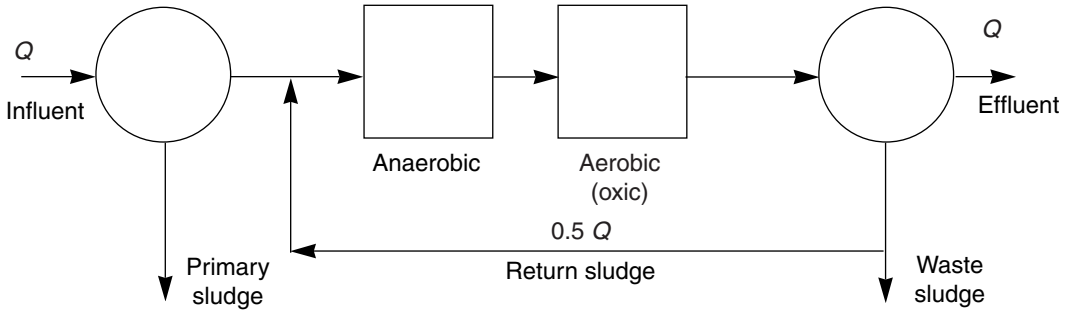 Q
Influent
Anaerobic
Aerobic
(oxic)
Q
Effluent
0.5 Q
Return sludge
Primary
sludge
Waste
sludge